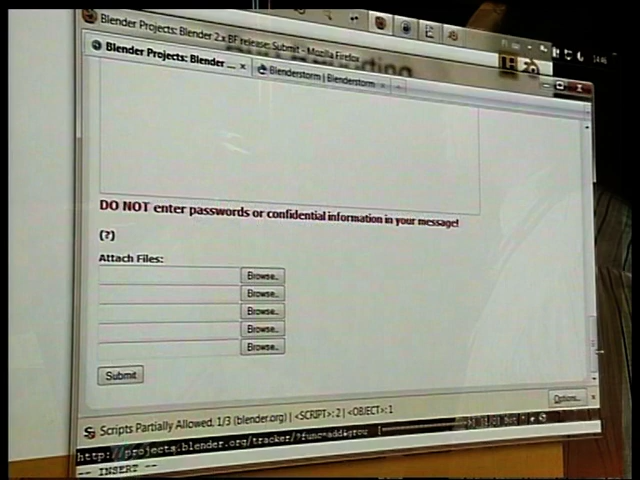 Blender Projects: Blender 2.x BF release: Submit - Mozilla Firefox
Blender Projects: Blender ... × Blenderstorm | Blenderstorm ×
14:46
DO NOT enter passwords or confidential information in your message!
(?)
Attach Files:
Browse..
Browse..
Browse..
Browse..
Browse..
Submit
Options...
Scripts Partially Allowed, 1/3 (blender.org) | <SCRIPT>: 2 | <OBJECT>: 1
http://projects.blender.org/tracker/?func=add&grou
-- INSERT --